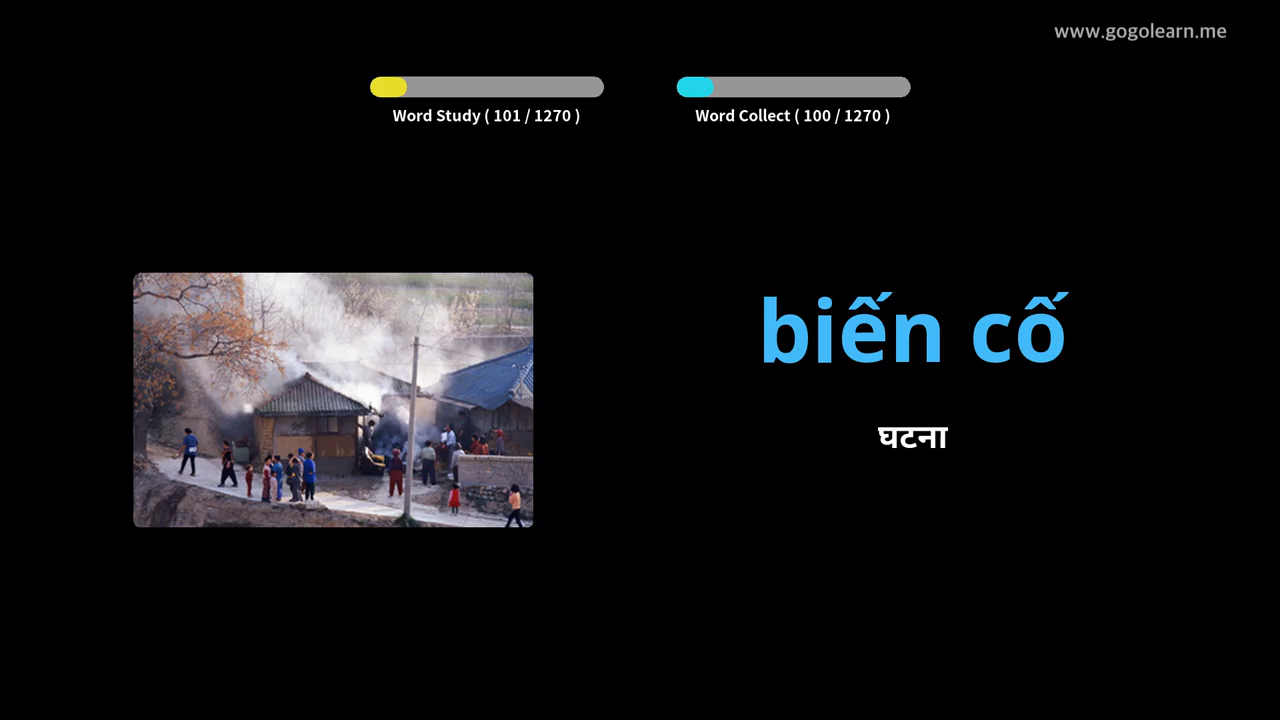 www.gogolearn.me
Word Study ( 101 / 1270 )
Word Collect ( 100 / 1270 )
biến cố
घटना